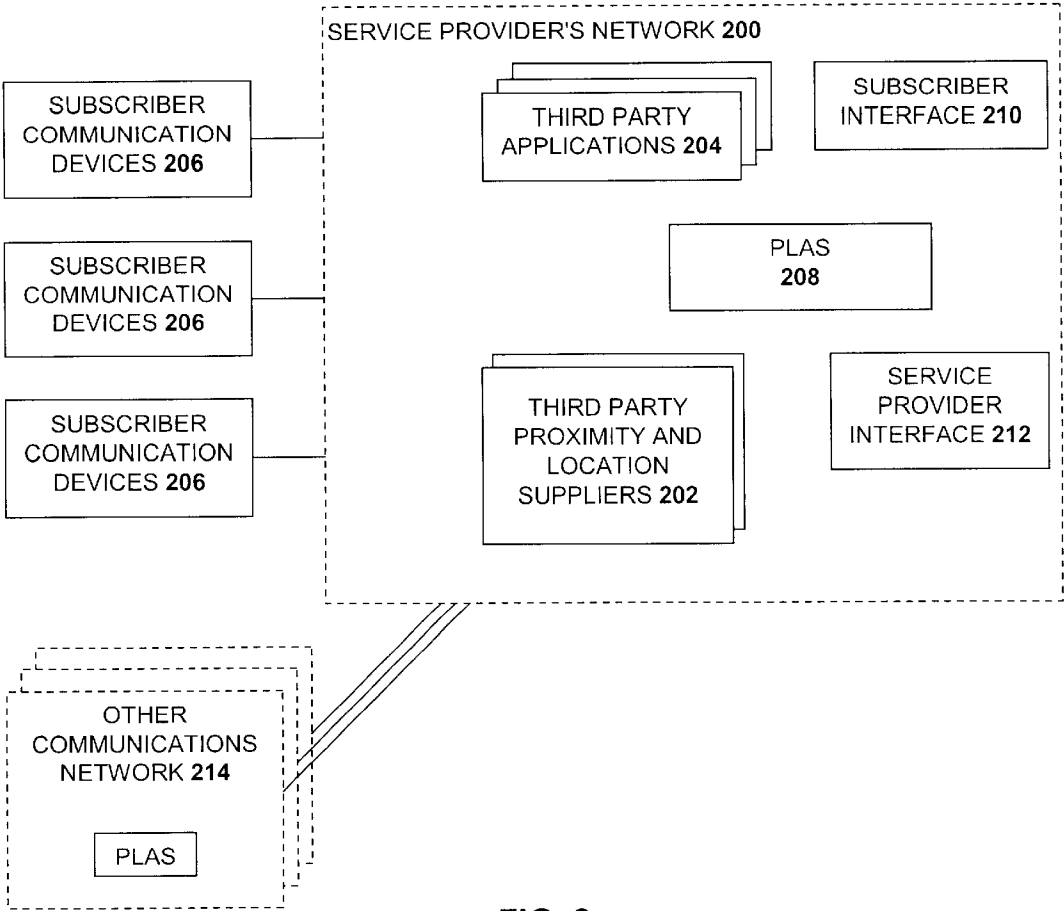 SERVICE PROVIDER'S NETWORK 200
SUBSCRIBER
COMMUNICATION
DEVICES 206
THIRD PARTY
APPLICATIONS 204
SUBSCRIBER
INTERFACE 210
SUBSCRIBER
COMMUNICATION
DEVICES 206
PLAS
208
SUBSCRIBER
COMMUNICATION
DEVICES 206
THIRD PARTY
PROXIMITY AND
LOCATION
SUPPLIERS 202
SERVICE
PROVIDER
INTERFACE 212
OTHER
COMMUNICATIONS
NETWORK 214
PLAS